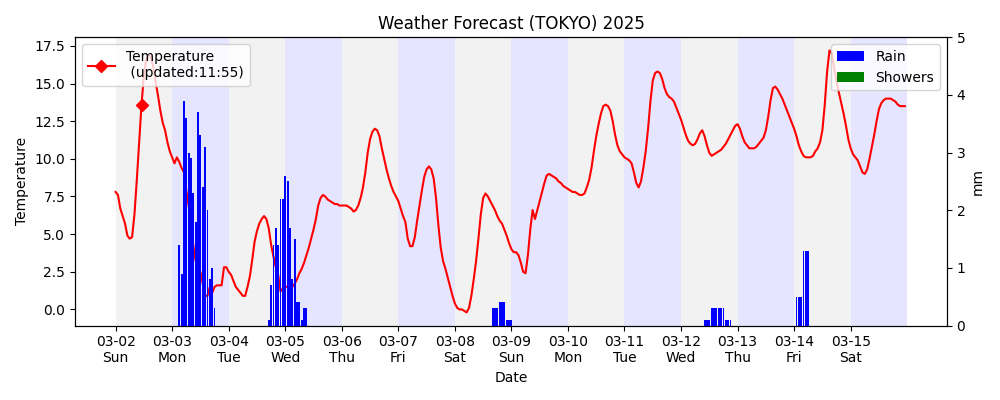 Weather Forecast (TOKYO) 2025
Temperature
(updated:11:55)
Rain
Showers
17.5
15.0
12.5
10.0
7.5
5.0
2.5
0.0
Temperature
5
4
3
2
1
0
mm
03-02 03-03 03-04 03-05 03-06 03-07 03-08 03-09 03-10 03-11 03-12 03-13 03-14 03-15
Sun Mon Tue Wed Thu Fri Sat Sun Mon Tue Wed Thu Fri Sat
Date